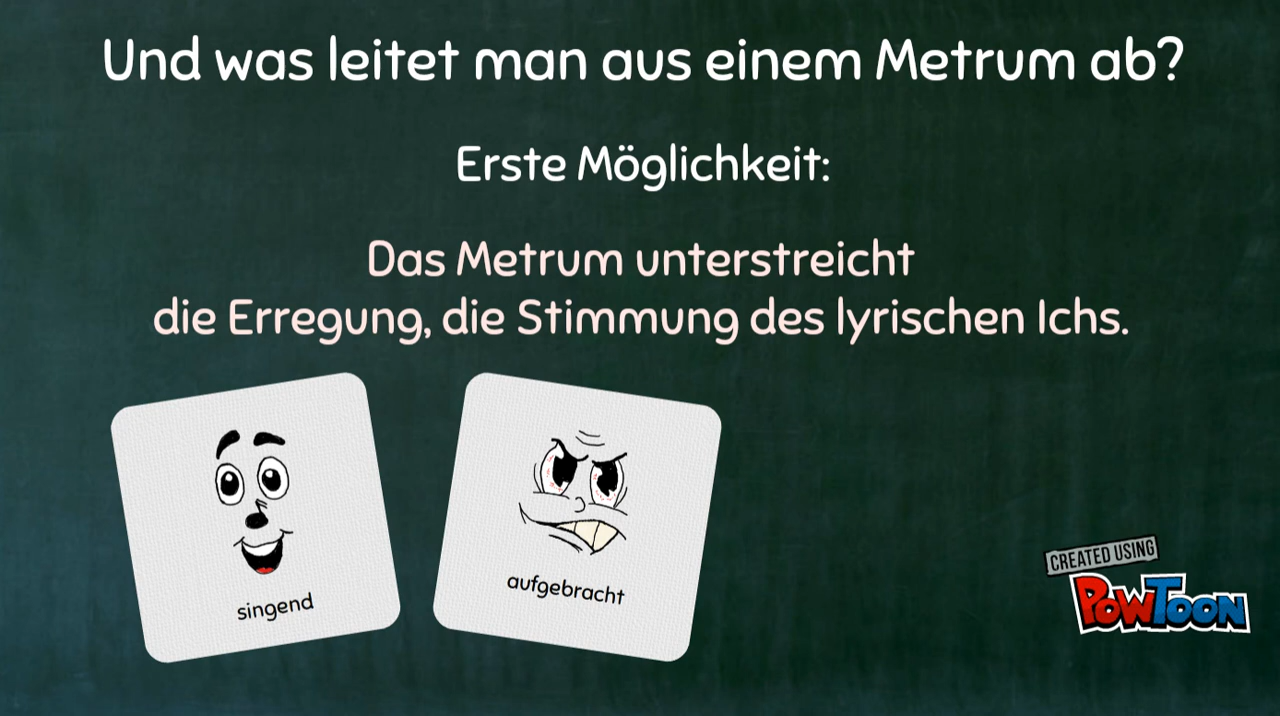 Und was leitet man aus einem Metrum ab?
Erste Möglichkeit:
Das Metrum unterstreicht
die Erregung, die Stimmung des lyrischen Ichs.
singend
aufgebracht
CREATED USING
POWTOON